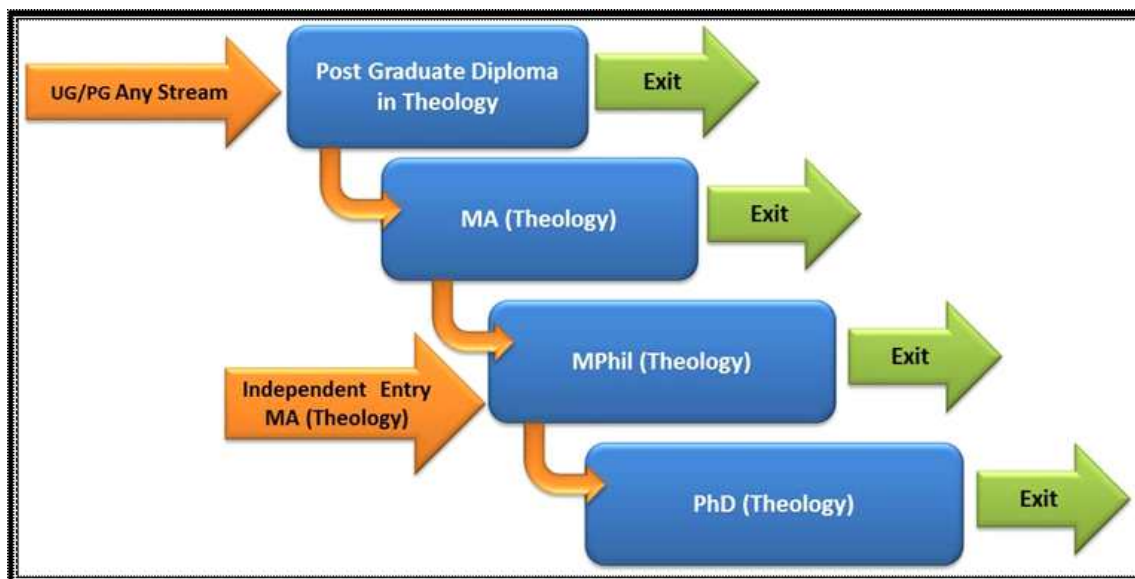 UG/PG Any Stream
Post Graduate Diploma
in Theology
Exit
MA (Theology)
Exit
Independent Entry
MA (Theology)
MPhil (Theology)
Exit
PhD (Theology)
Exit